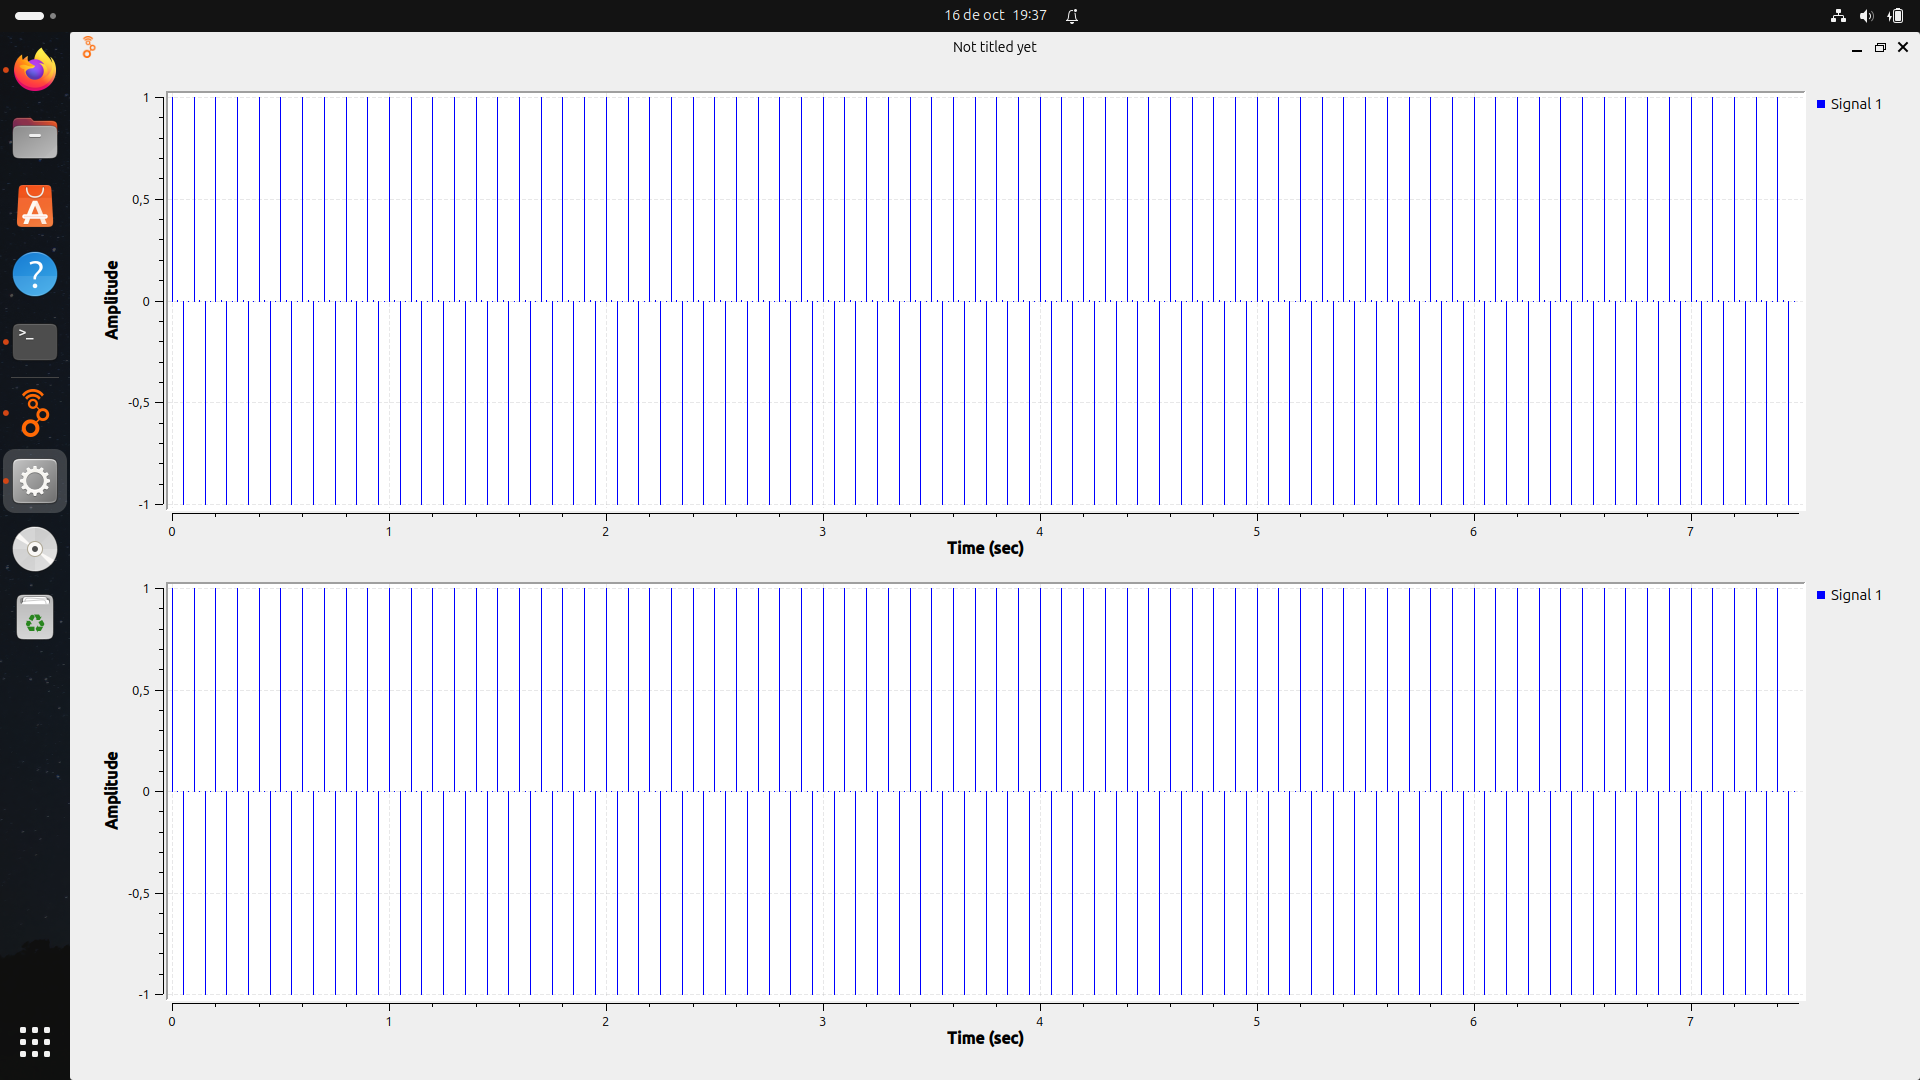 16 de oct 19:37
Not titled yet
1
0,5
0
-0,5
-1
Amplitude
Signal 1
0 1 2 3 4 5 6 7
Time (sec)
1
0,5
0
-0,5
-1
Amplitude
Signal 1
0 1 2 3 4 5 6 7
Time (sec)